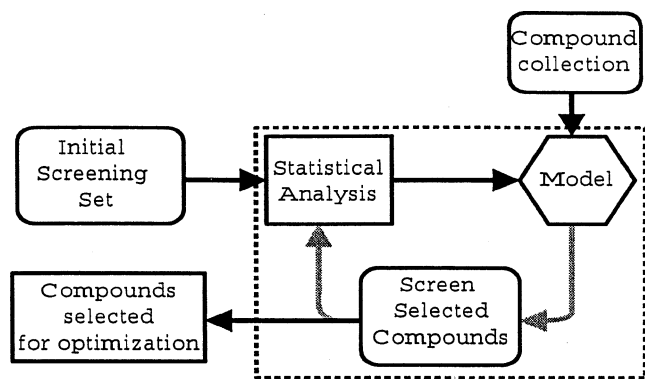 Compound
collection
Initial
Screening
Set
Statistical
Analysis
Model
Screen
Selected
Compounds
Compounds
selected
for optimization